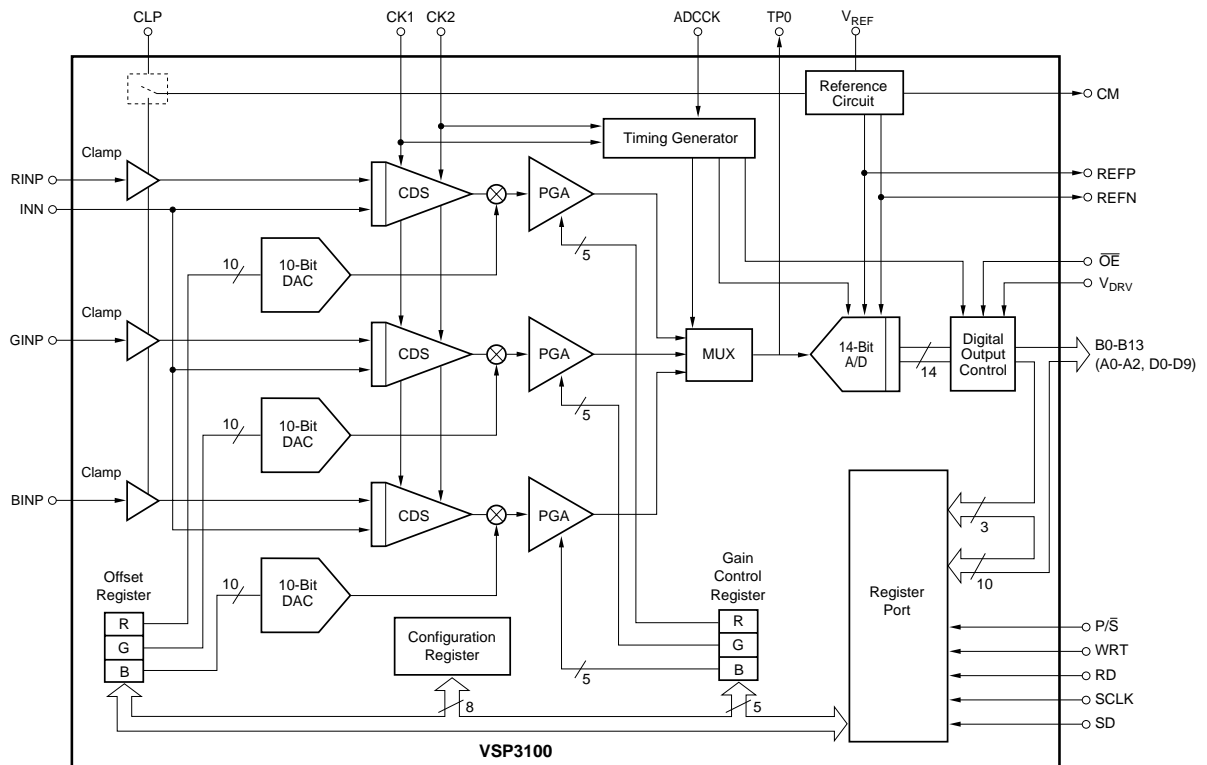 CLP
CK1
CK2
ADCCK
TP0
VREF
Reference
Circuit
CM
Timing Generator
Clamp
RINP
INN
CDS
PGA
REFP
REFN
10
10-Bit
DAC
5
OE
VDRV
Clamp
GINP
CDS
PGA
MUX
14-Bit
A/D
14
Digital
Output
Control
B0-B13
(A0-A2, D0-D9)
10
10-Bit
DAC
5
Clamp
BINP
CDS
PGA
3
10
10
10-Bit
DAC
Offset
Register
R
G
B
Configuration
Register
Gain
Control
Register
R
G
B
5
Register
Port
P/S̅
WRT
RD
SCLK
SD
8
5
VSP3100